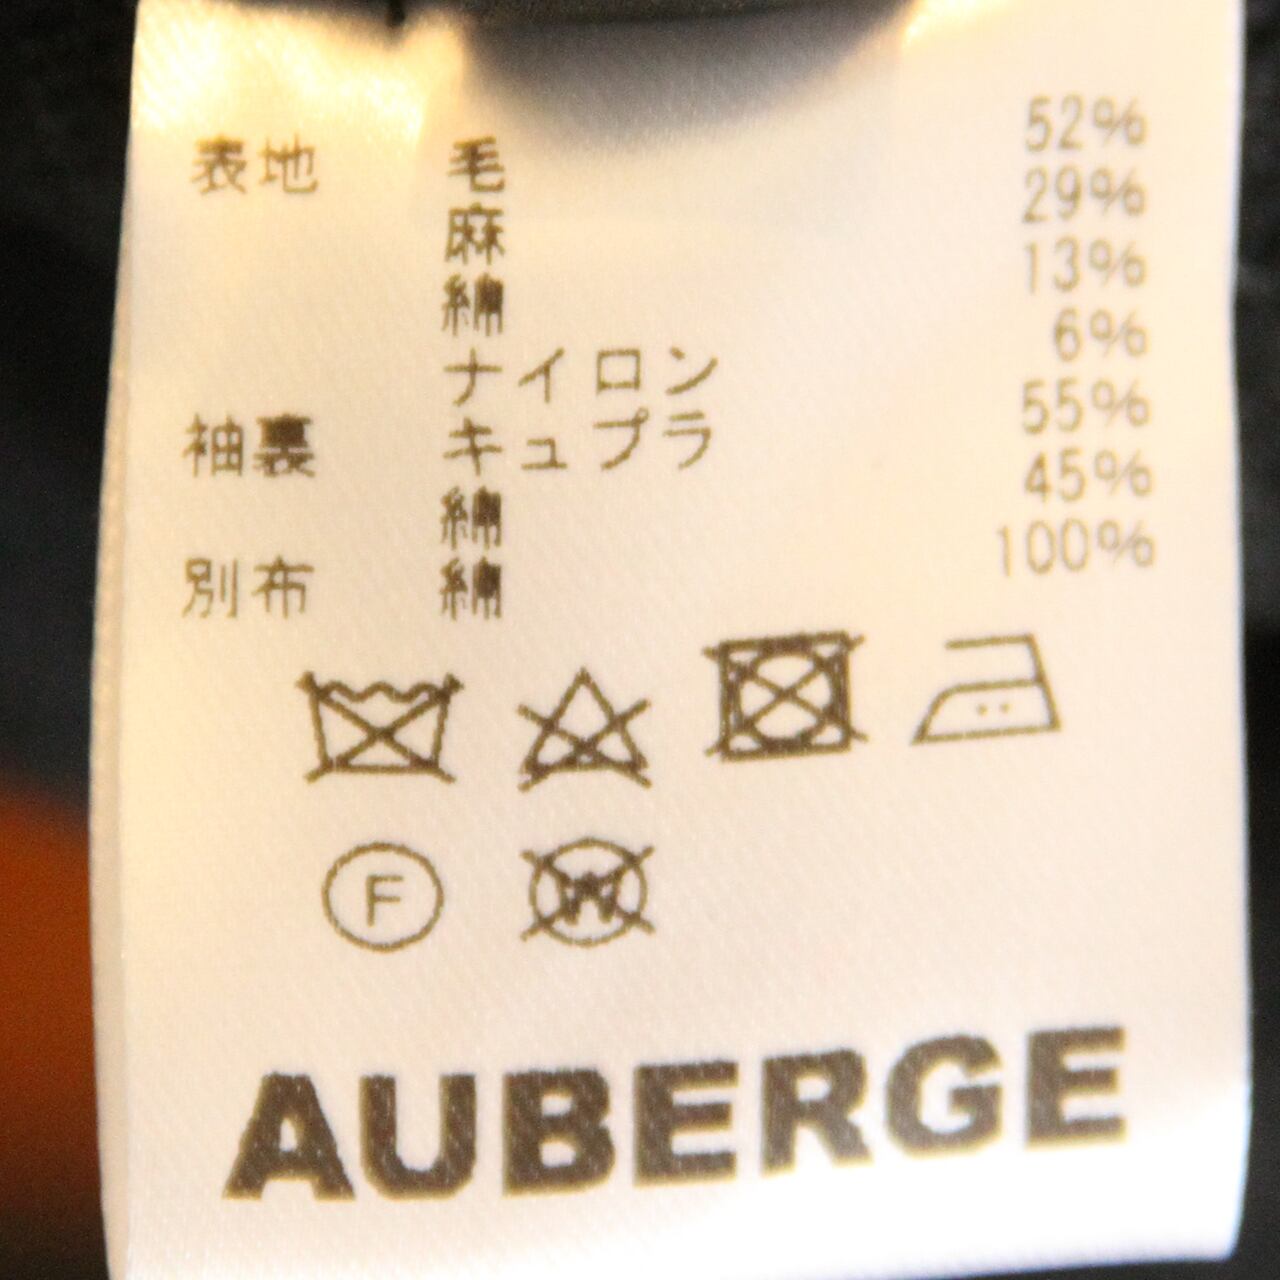 表地 毛 52%
麻 29%
綿 13%
ナイロン 6%
袖裏 キュプラ 55%
綿 45%
別布 綿 100%
F W
AUBERGE